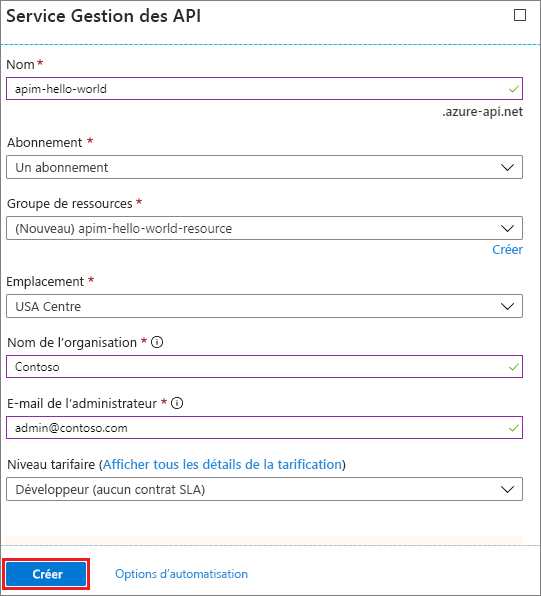 Service Gestion des API
Nom *
apim-hello-world
.azure-api.net
Abonnement *
Un abonnement
Groupe de ressources *
(Nouveau) apim-hello-world-resource
Créer
Emplacement *
USA Centre
Nom de l’organisation *
Contoso
E-mail de l’administrateur *
admin@contoso.com
Niveau tarifaire (Afficher tous les détails de la tarification)
Développeur (aucun contrat SLA)
Créer Options d’automatisation